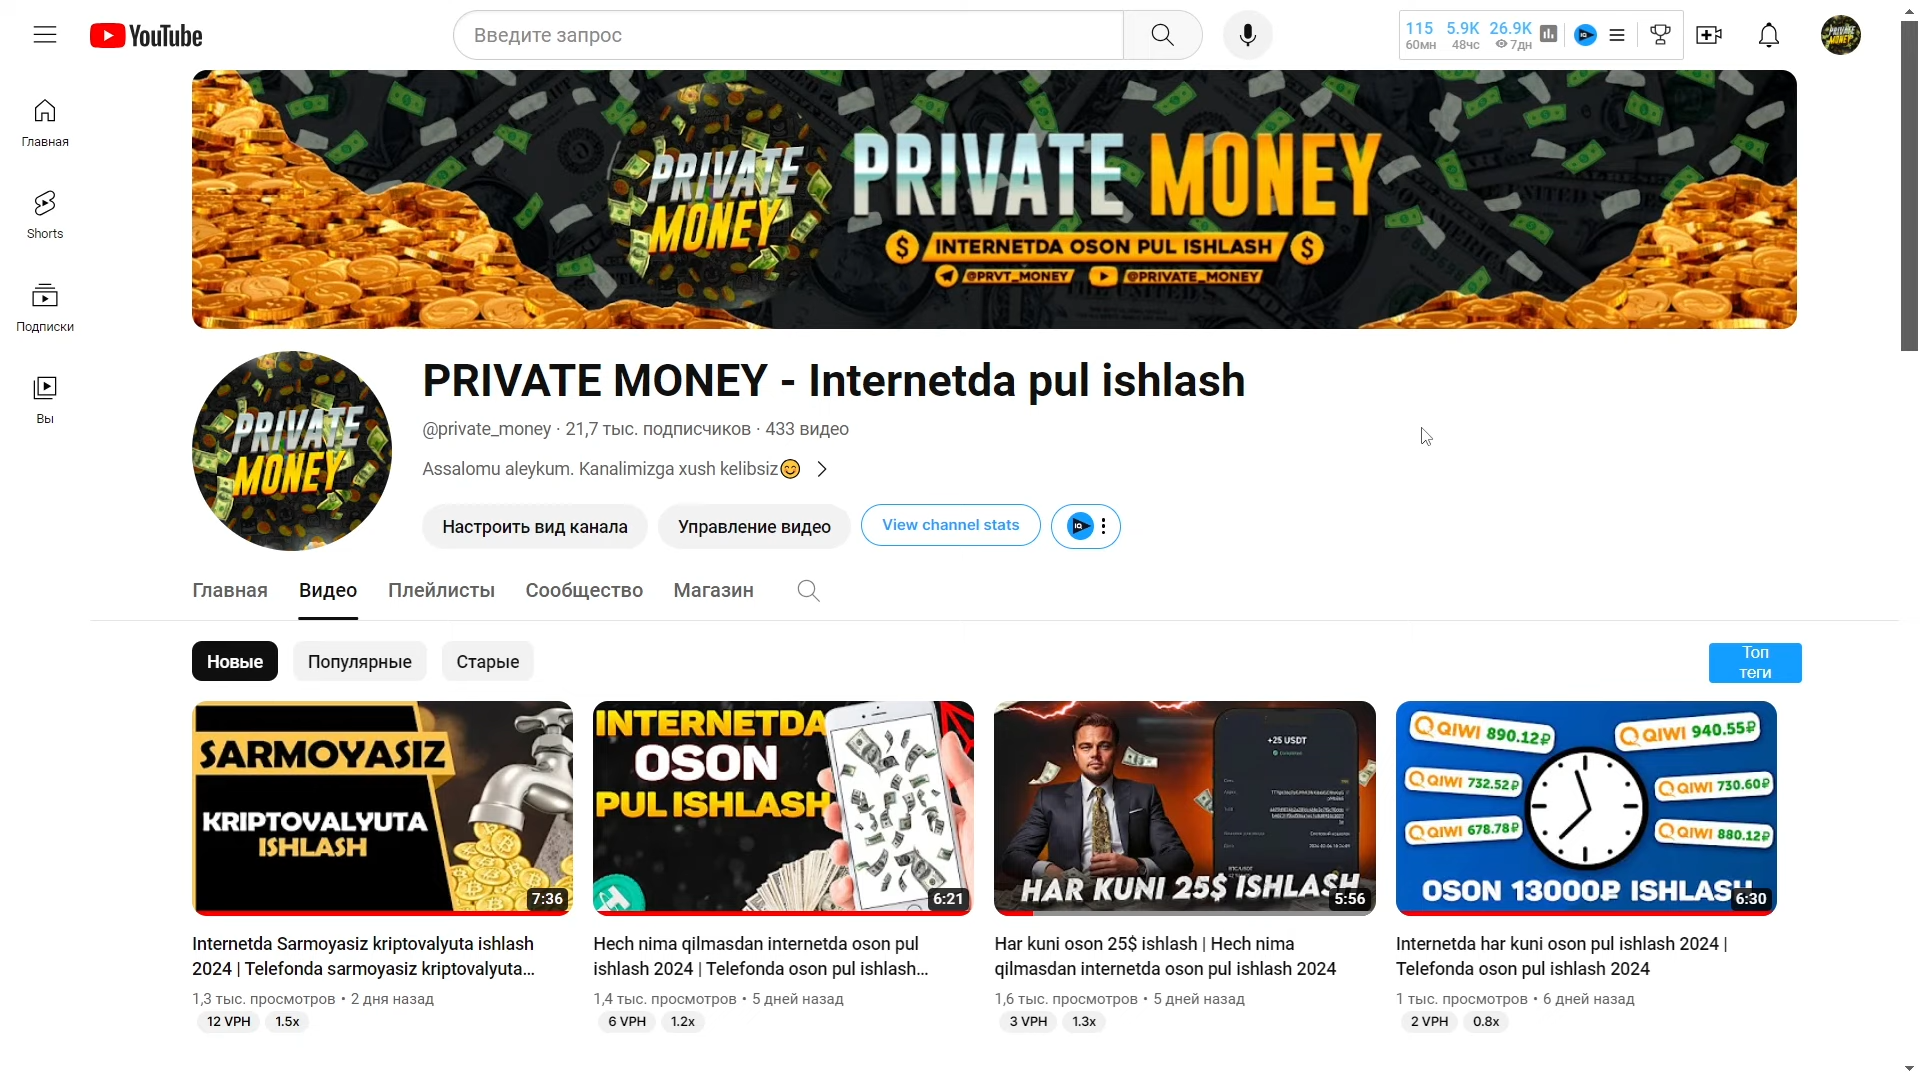 YouTube
Введите запрос
115 5.9K 26.9K
60мн 48чс 7дн
Главная
Shorts
Подписки
Вы
PRIVATE MONEY
PRIVATE MONEY
$ INTERNETDA OSON PUL ISHLASH $
@PRVT_MONEY @PRIVATE_MONEY
PRIVATE MONEY
PRIVATE MONEY - Internetda pul ishlash
@private_money · 21,7 тыс. подписчиков · 433 видео
Assalomu aleykum. Kanalimizga xush kelibsiz😊
Настроить вид канала
Управление видео
View channel stats
IQ
Главная
Видео
Плейлисты
Сообщество
Магазин
Новые
Популярные
Старые
Топ
теги
SARMOYASIZ
KRIPTOVALYUTA
ISHLASH
7:36
INTERNETDA
OSON
PUL ISHLASH
6:21
+25 USDT
HAR KUNI 25$ ISHLASH
5:56
QIWI 890.12₽
QIWI 940.55₽
QIWI 732.52₽
QIWI 730.60₽
QIWI 678.78₽
QIWI 880.12₽
OSON 13000₽ ISHLASH
6:30
Internetda Sarmoyasiz kriptovalyuta ishlash
2024 | Telefonda sarmoyasiz kriptovalyuta...
1,3 тыс. просмотров • 2 дня назад
12 VPH 1.5x
Hech nima qilmasdan internetda oson pul
ishlash 2024 | Telefonda oson pul ishlash...
1,4 тыс. просмотров • 5 дней назад
6 VPH 1.2x
Har kuni oson 25$ ishlash | Hech nima
qilmasdan internetda oson pul ishlash 2024
1,6 тыс. просмотров • 5 дней назад
3 VPH 1.3x
Internetda har kuni oson pul ishlash 2024 |
Telefonda oson pul ishlash 2024
1 тыс. просмотров • 6 дней назад
2 VPH 0.8x